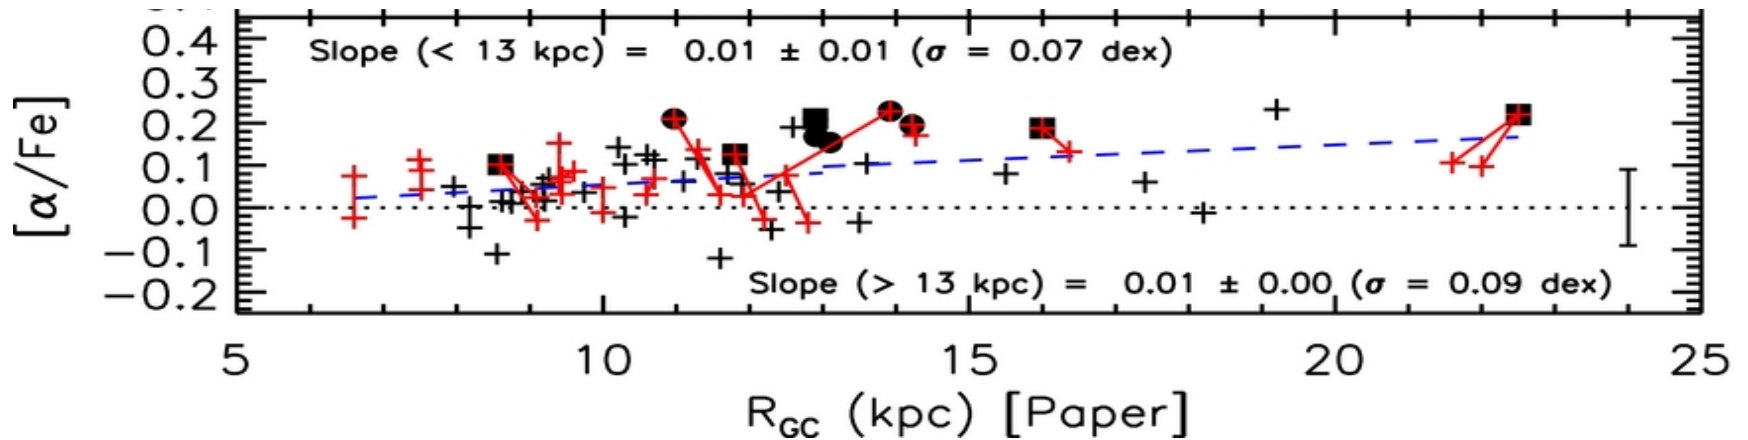 0.4
Slope (< 13 kpc) = 0.01 ± 0.01 (σ = 0.07 dex)
0.3
0.2
0.1
0.0
−0.1
−0.2
Slope (> 13 kpc) = 0.01 ± 0.00 (σ = 0.09 dex)
[α/Fe]
5 10 15 20 25
R_GC (kpc) [Paper]